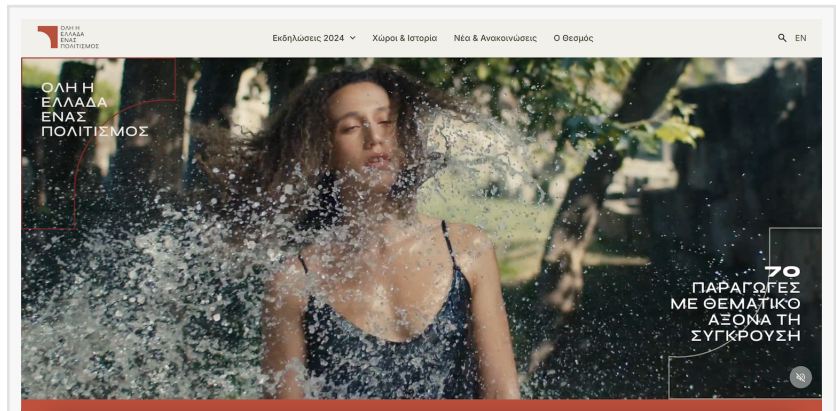 ΟΛΗ Η
ΕΛΛΑΔΑ
ΕΝΑΣ
ΠΟΛΙΤΙΣΜΟΣ
Εκδηλώσεις 2024 Χώροι & Ιστορία Νέα & Ανακοινώσεις Ο Θεσμός EN
ΟΛΗ Η
ΕΛΛΑΔΑ
ΕΝΑΣ
ΠΟΛΙΤΙΣΜΟΣ
70
ΠΑΡΑΓΩΓΕΣ
ΜΕ ΘΕΜΑΤΙΚΟ
ΑΞΟΝΑ ΤΗ
ΣΥΓΚΡΟΥΣΗ